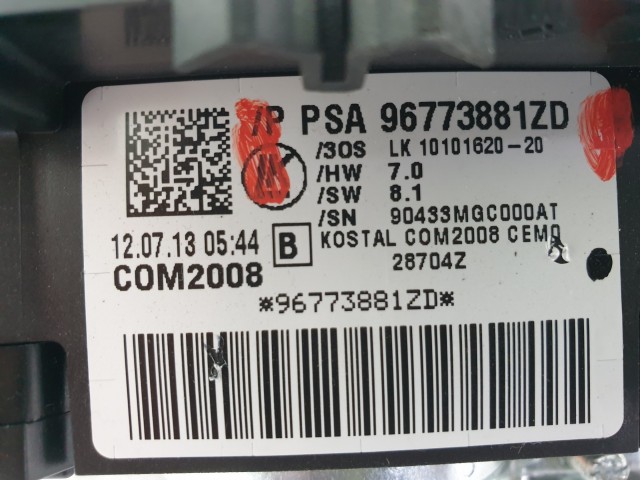 /P PSA 96773881ZD
/3OS LK 10101620-20
/HW 7.0
/SW 8.1
/SN 90433MGC000AT
12.07.13 05:44 B KOSTAL COM2008 CEMQ
COM2008 28704Z
*96773881ZD*